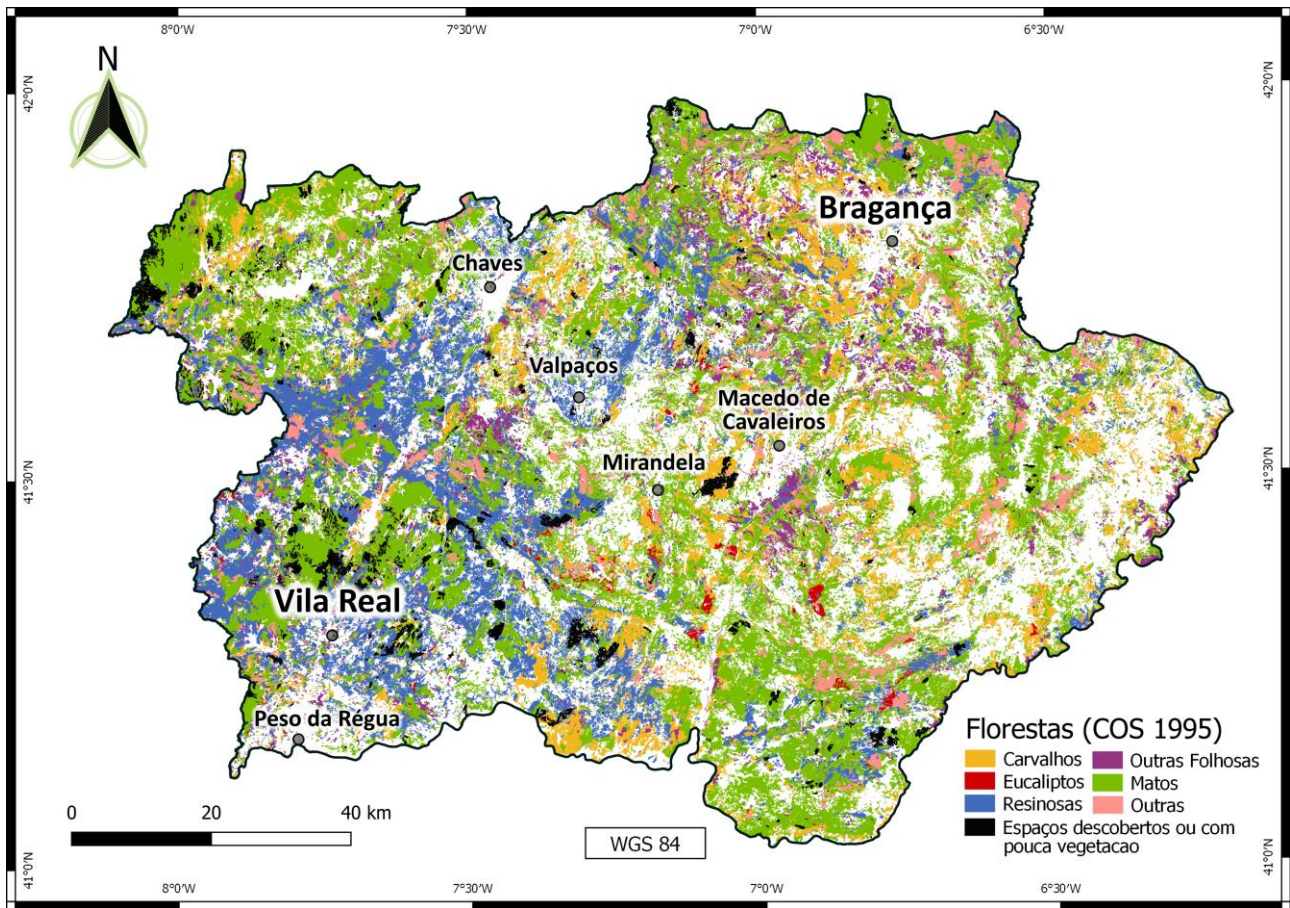 8°0'W 7°30'W 7°0'W 6°30'W
N
42°0'N 42°0'N
Bragança
Chaves
Valpaços
Macedo de
Cavaleiros
Mirandela
41°30'N 41°30'N
Vila Real
Peso da Régua
Florestas (COS 1995)
Carvalhos Outras Folhosas
Eucaliptos Matos
Resinosas Outras
Espaços descobertos ou com
pouca vegetacao
0 20 40 km
WGS 84
41°0'N 41°0'N
8°0'W 7°30'W 7°0'W 6°30'W